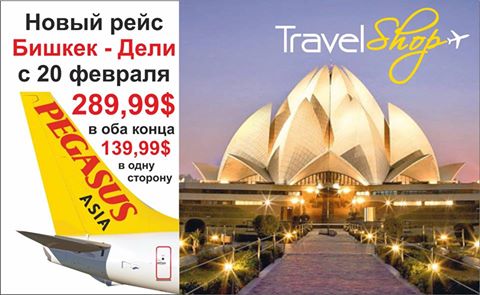 Новый рейс
Бишкек - Дели
с 20 февраля
289,99$
в оба конца
139,99$
в одну
сторону
PEGASUS
ASIA
TravelShop